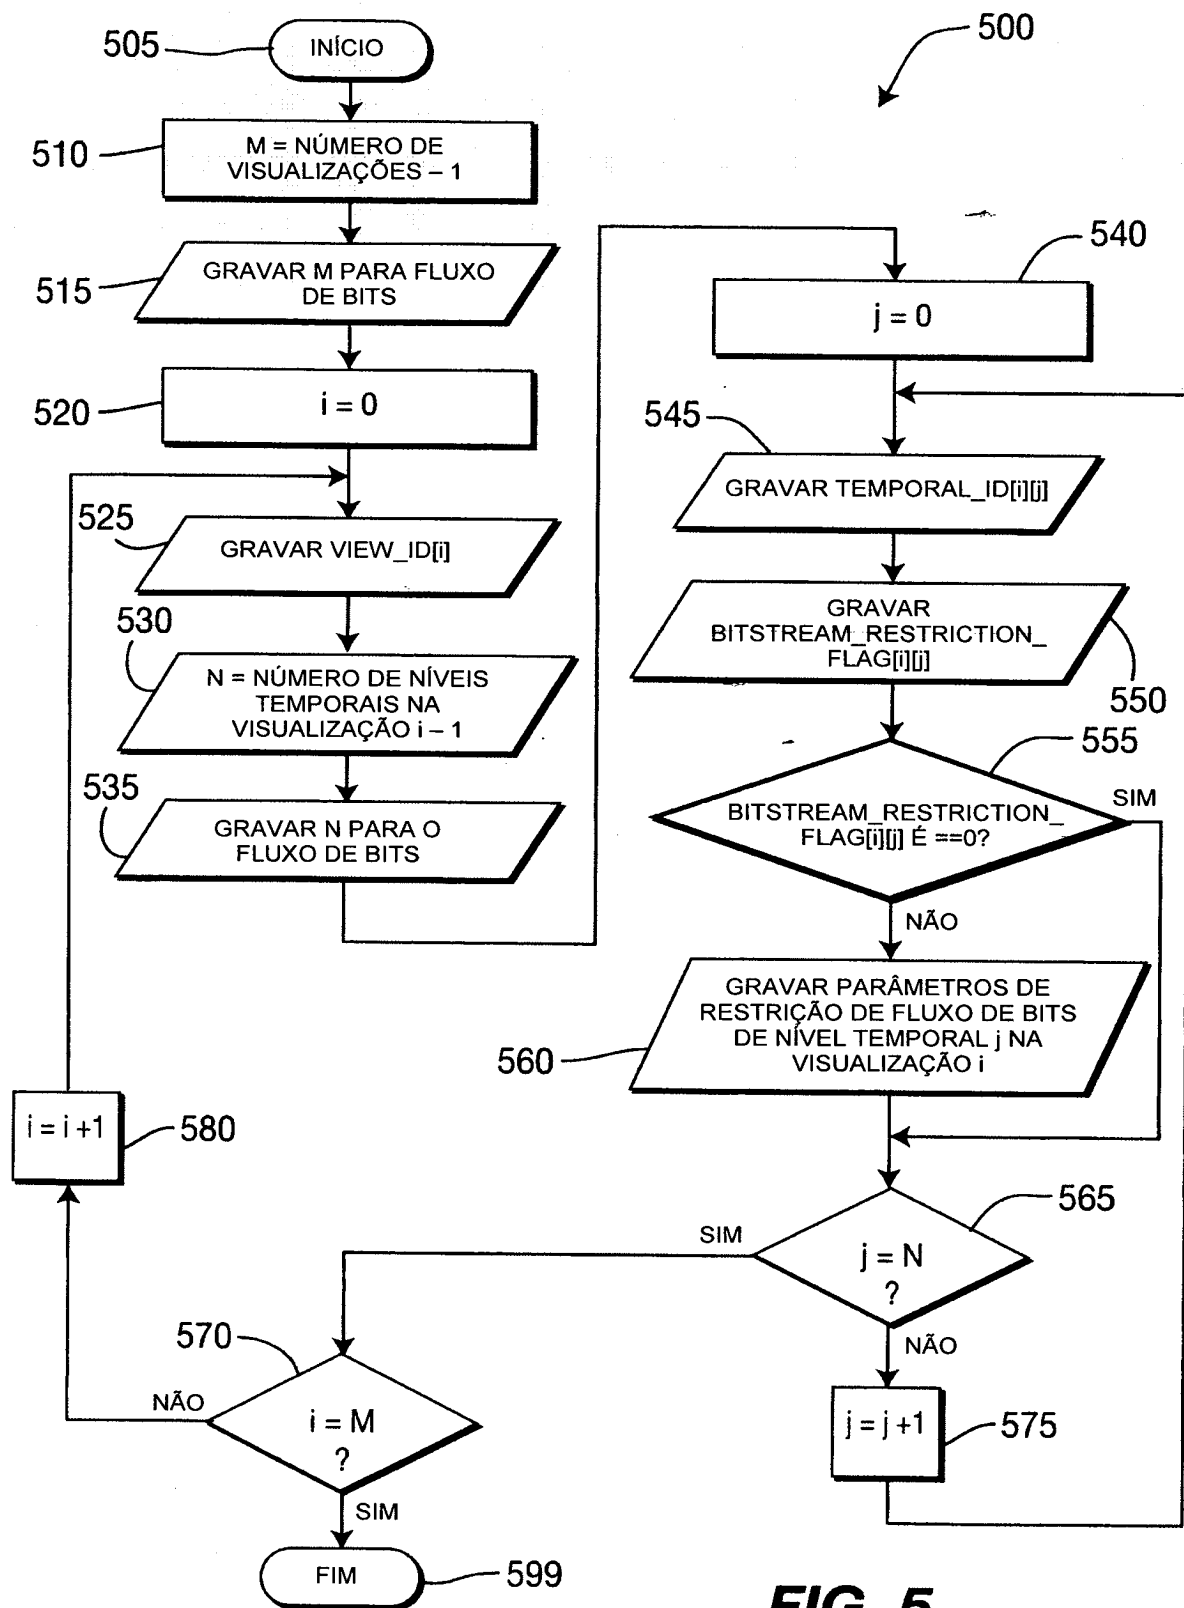 500
505
INÍCIO
510
M = NÚMERO DE
VISUALIZAÇÕES – 1
515
GRAVAR M PARA FLUXO
DE BITS
520
i = 0
525
GRAVAR VIEW_ID[i]
530
N = NÚMERO DE NÍVEIS
TEMPORAIS NA
VISUALIZAÇÃO i – 1
535
GRAVAR N PARA O
FLUXO DE BITS
540
j = 0
545
GRAVAR TEMPORAL_ID[i][j]
GRAVAR
BITSTREAM_RESTRICTION_
FLAG[i][j]
550
555
BITSTREAM_RESTRICTION_
FLAG[i][j] É ==0?
SIM
NÃO
560
GRAVAR PARÂMETROS DE
RESTRIÇÃO DE FLUXO DE BITS
DE NÍVEL TEMPORAL j NA
VISUALIZAÇÃO i
565
j = N
?
SIM
NÃO
j = j +1
575
570
i = M
?
NÃO
SIM
i = i +1
580
FIM
599
FIG. 5